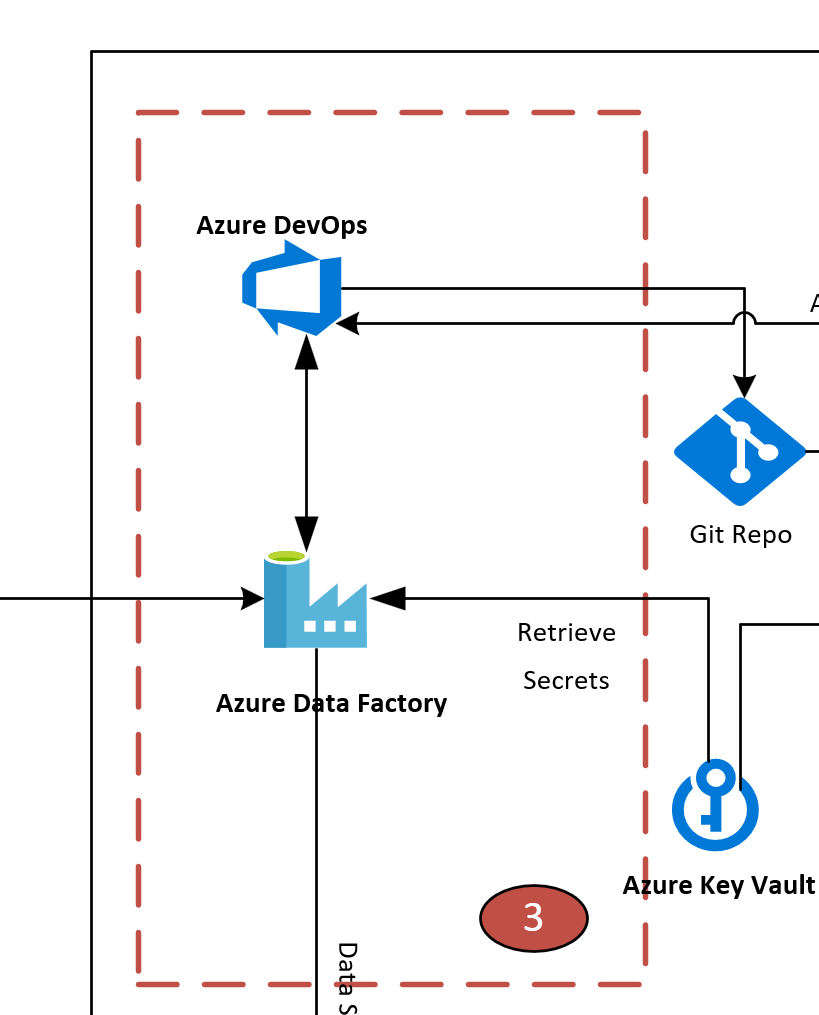 Azure DevOps
A
Git Repo
Retrieve
Secrets
Azure Data Factory
Azure Key Vault
3
Data S